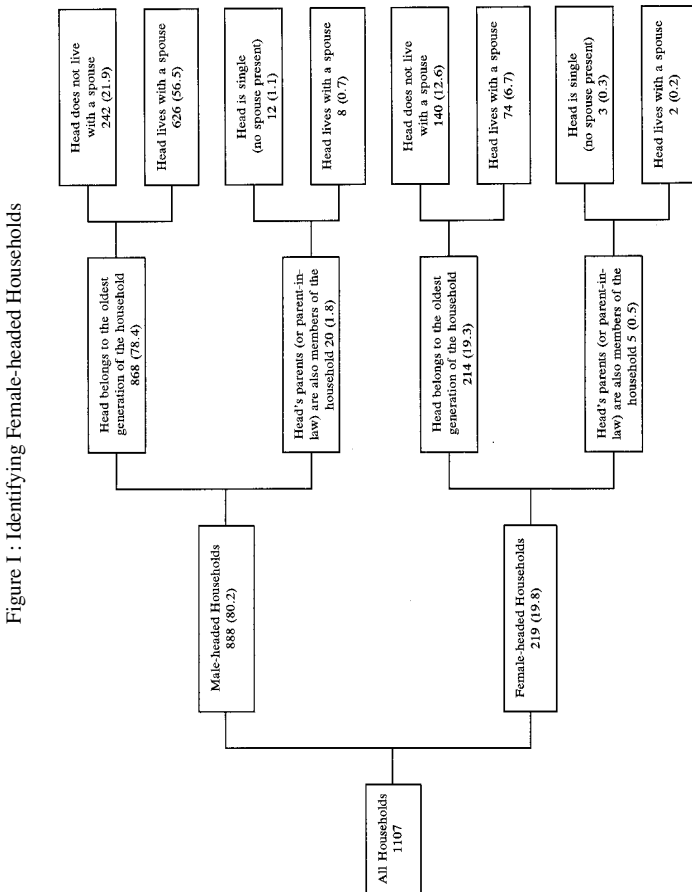 Figure 1 : Identifying Female-headed Households
All Households
1107
Male-headed Households
888 (80.2)
Female-headed Households
219 (19.8)
Head belongs to the oldest
generation of the household
868 (78.4)
Head's parents (or parent-in-
law) are also members of the
household 20 (1.8)
Head belongs to the oldest
generation of the household
214 (19.3)
Head's parents (or parent-in-
law) are also members of the
household 5 (0.5)
Head does not live
with a spouse
242 (21.9)
Head lives with a spouse
626 (56.5)
Head is single
(no spouse present)
12 (1.1)
Head lives with a spouse
8 (0.7)
Head does not live
with a spouse
140 (12.6)
Head lives with a spouse
74 (6.7)
Head is single
(no spouse present)
3 (0.3)
Head lives with a spouse
2 (0.2)